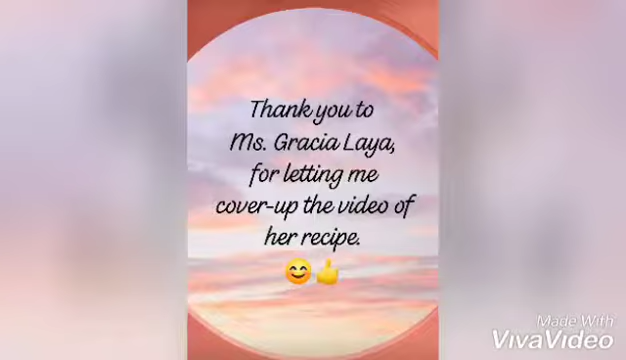 Thank you to
Ms. Gracia Laya,
for letting me
cover-up the video of
her recipe.
😊👍
Made With
VivaVideo